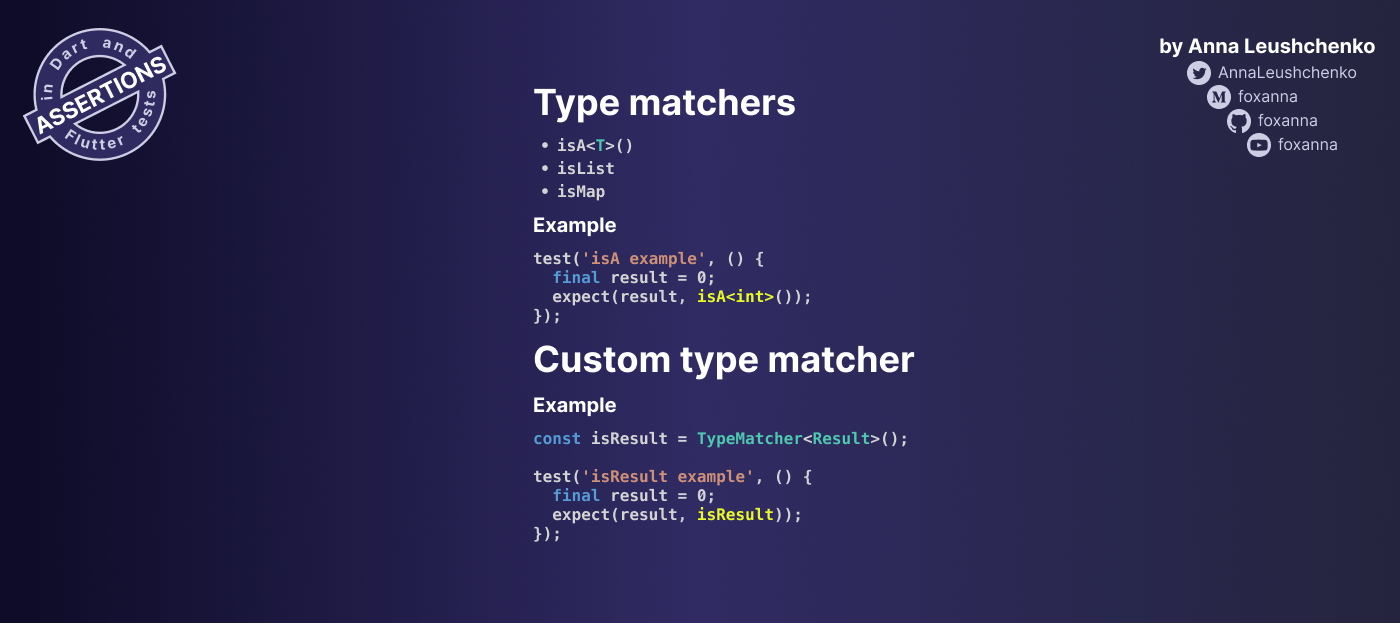 in Dart and
ASSERTIONS
Flutter tests
by Anna Leushchenko
AnnaLeushchenko
M foxanna
foxanna
foxanna
Type matchers
• isA<T>()
• isList
• isMap
Example
test('isA example', () {
  final result = 0;
  expect(result, isA<int>());
});
Custom type matcher
Example
const isResult = TypeMatcher<Result>();

test('isResult example', () {
  final result = 0;
  expect(result, isResult));
});